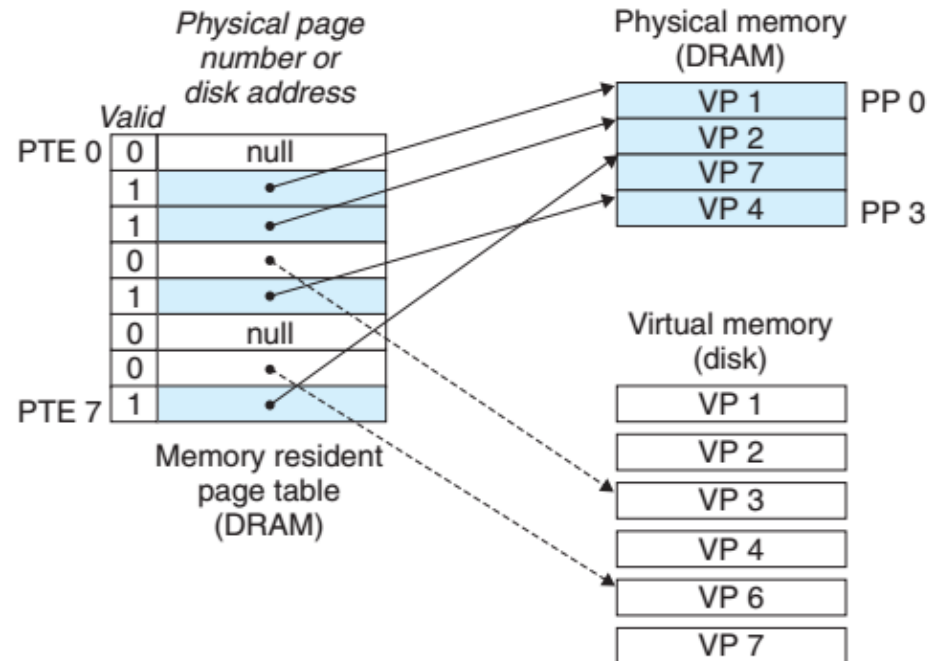 Physical page
number or
disk address
Valid
PTE 0 0 null
1
1
0
1
0 null
0
PTE 7 1
Memory resident
page table
(DRAM)
Physical memory
(DRAM)
VP 1 PP 0
VP 2
VP 7
VP 4 PP 3
Virtual memory
(disk)
VP 1
VP 2
VP 3
VP 4
VP 6
VP 7